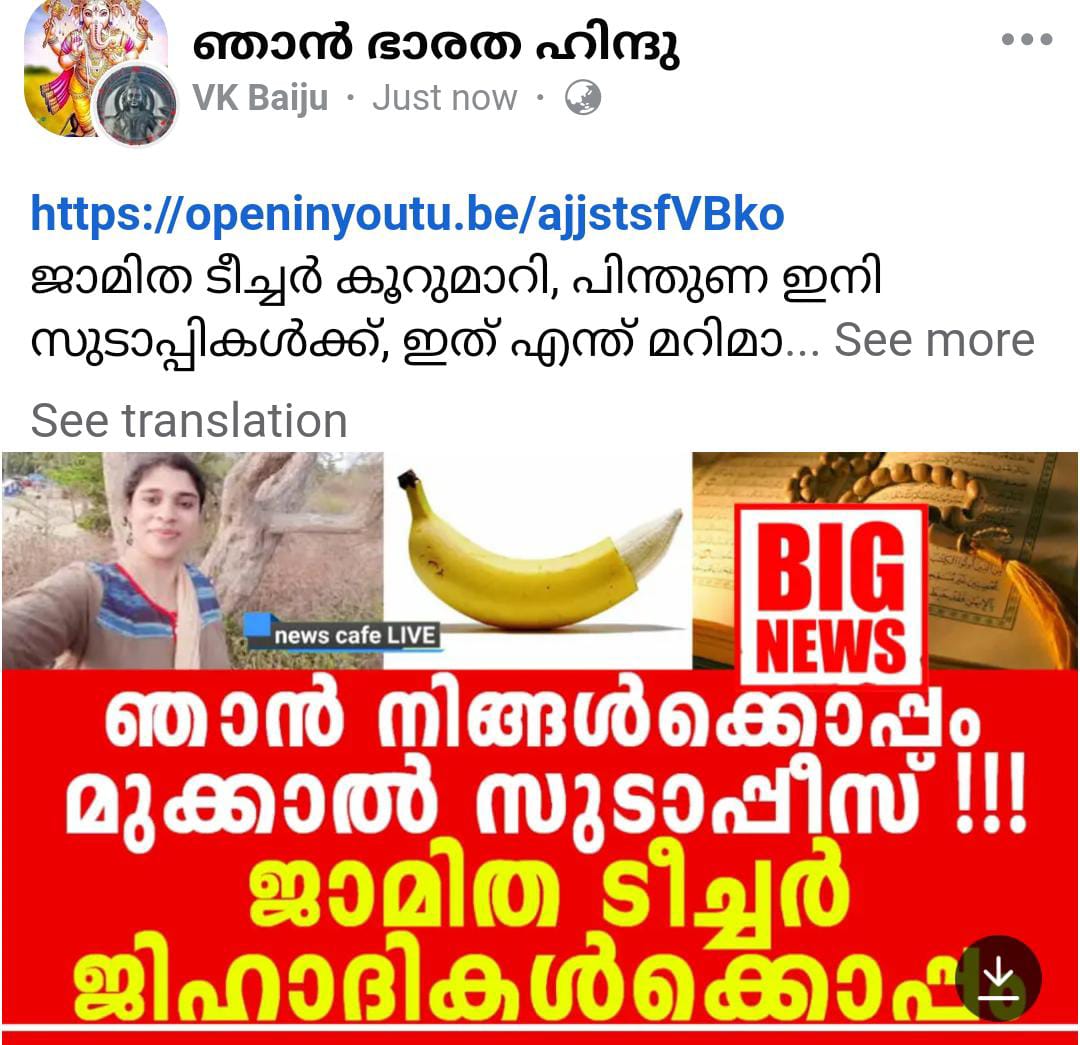 ഞാൻ ഭാരത ഹിന്ദു
VK Baiju · Just now ·
https://openinyoutu.be/ajjstsfVBko
ജാമിത ടീച്ചർ കൂറുമാറി, പിന്തുണ ഇനി
സുടാപ്പികൾക്ക്, ഇത് എന്ത് മറിമാ... See more
See translation
news cafe LIVE
BIG
NEWS
ഞാൻ നിങ്ങൾക്കൊപ്പം
മുക്കാൽ സുടാപ്പീസ് !!!
ജാമിത ടീച്ചർ
ജിഹാദികൾക്കൊപ്പം